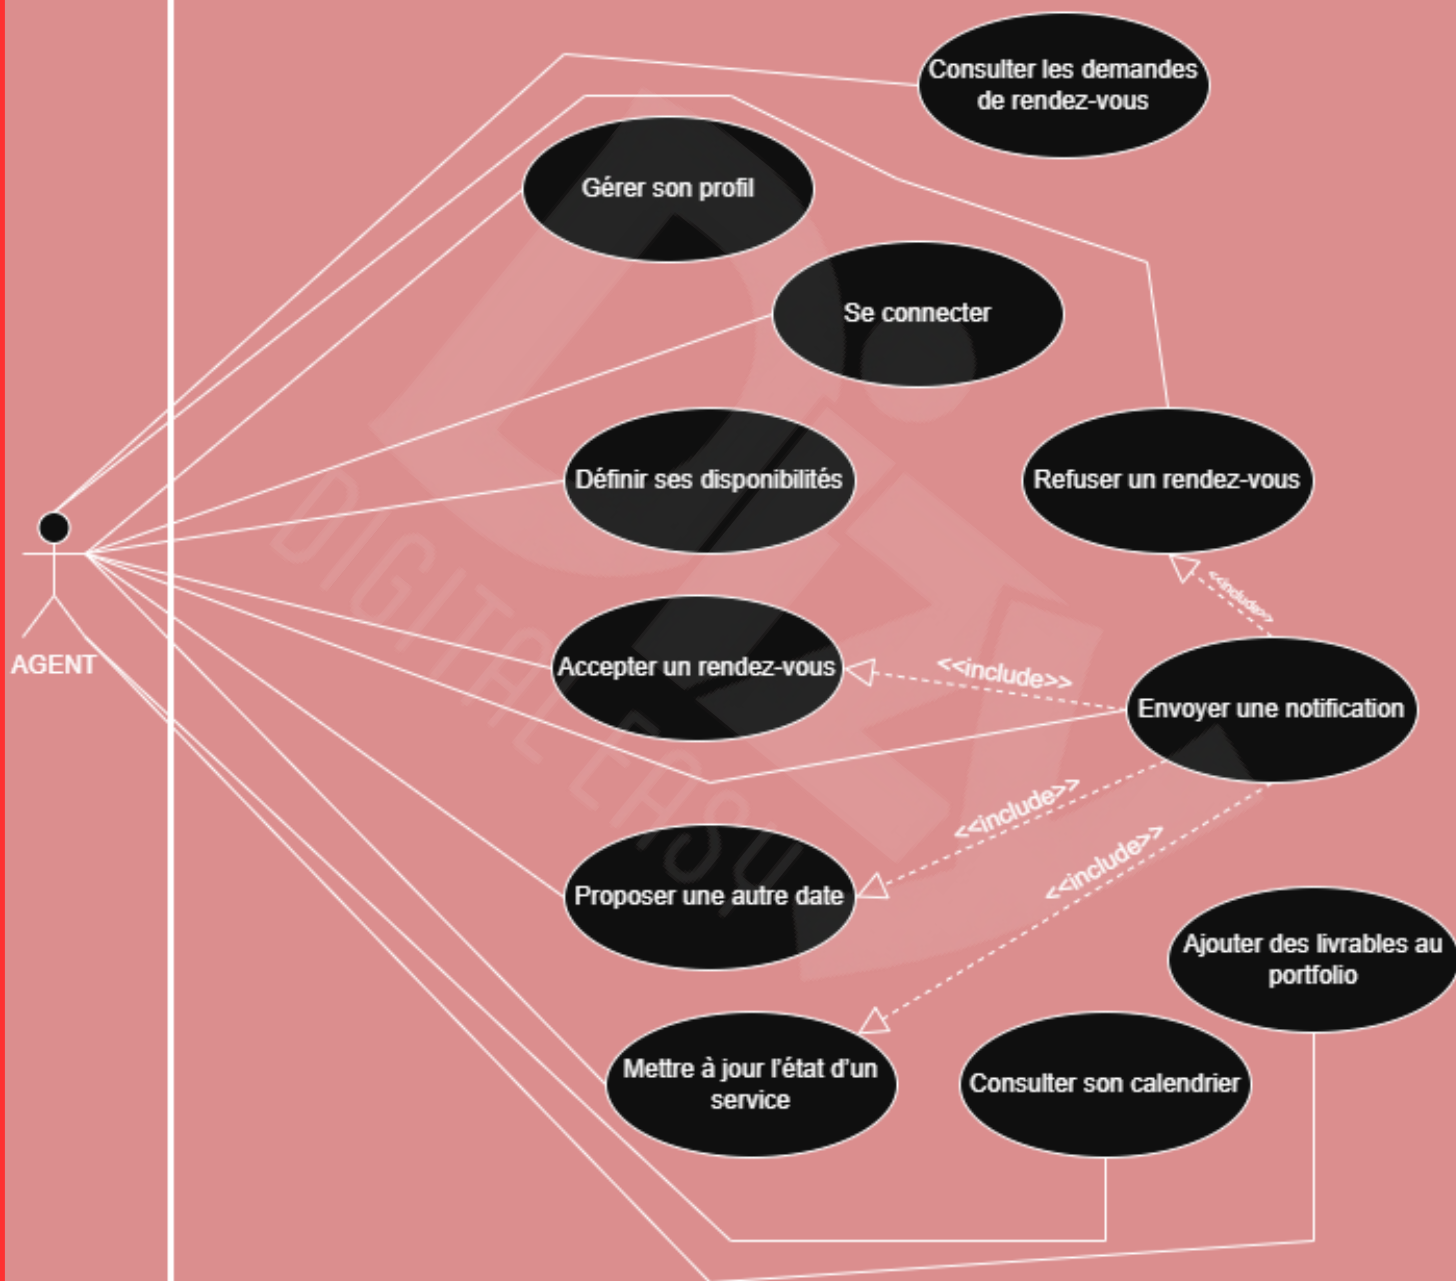 Consulter les demandes
de rendez-vous
Gérer son profil
Se connecter
Définir ses disponibilités
Refuser un rendez-vous
<<include>>
AGENT
Accepter un rendez-vous
<<include>>
Envoyer une notification
<<include>>
<<include>>
Proposer une autre date
Ajouter des livrables au
portfolio
Mettre à jour l'état d'un
service
Consulter son calendrier
DIGITAL EASY